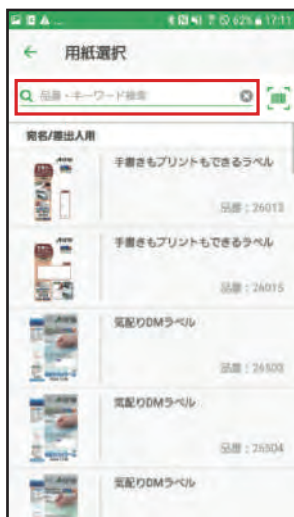 62% 17:11
用紙選択
品番・キーワード検索
宛名/差出人用
手書きもプリントもできるラベル
品番：26013
手書きもプリントもできるラベル
品番：26015
気配りDMラベル
品番：26503
気配りDMラベル
品番：26504
気配りDMラベル